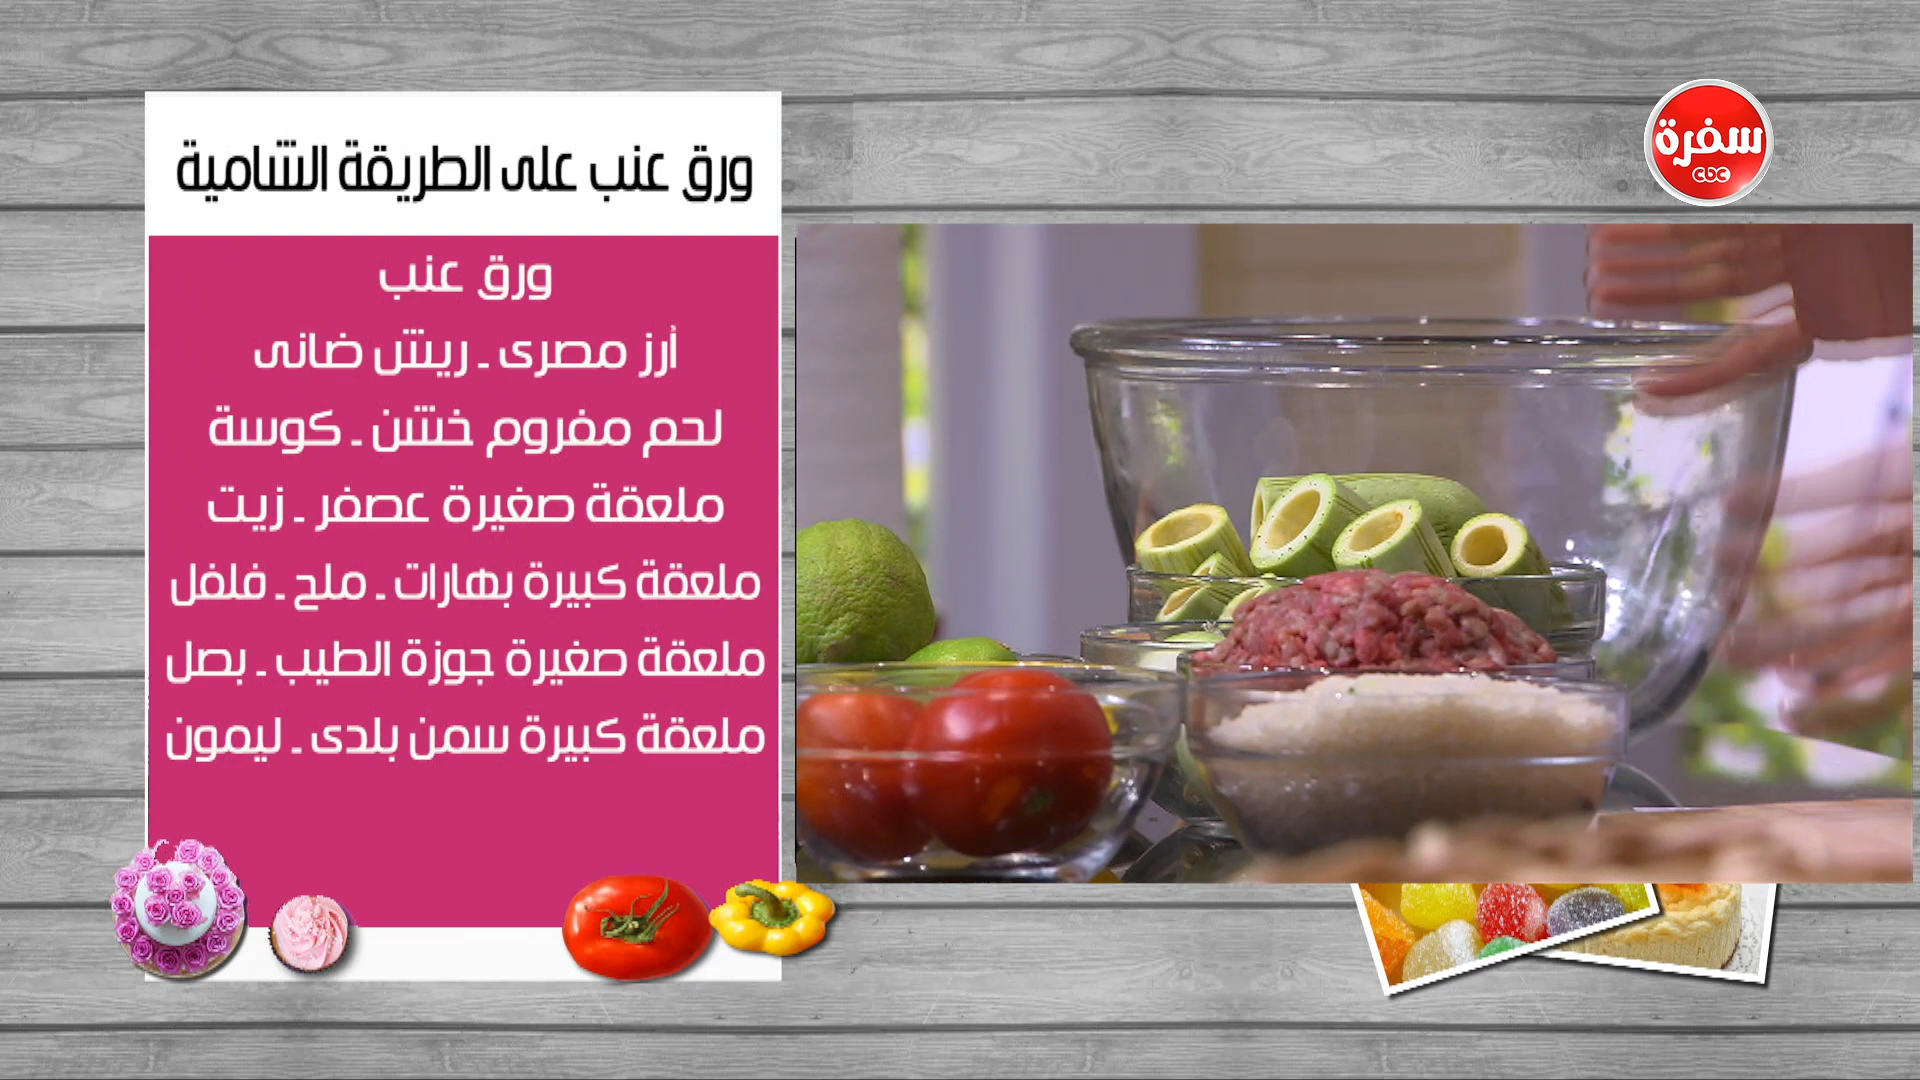 ورق عنب على الطريقة الشامية
ورق عنب
أرز مصرى ـ ريش ضانى
لحم مفروم خشن ـ كوسة
ملعقة صغيرة عصفر ـ زيت
ملعقة كبيرة بهارات ـ ملح ـ فلفل
ملعقة صغيرة جوزة الطيب ـ بصل
ملعقة كبيرة سمن بلدى ـ ليمون
سفرة
cbc